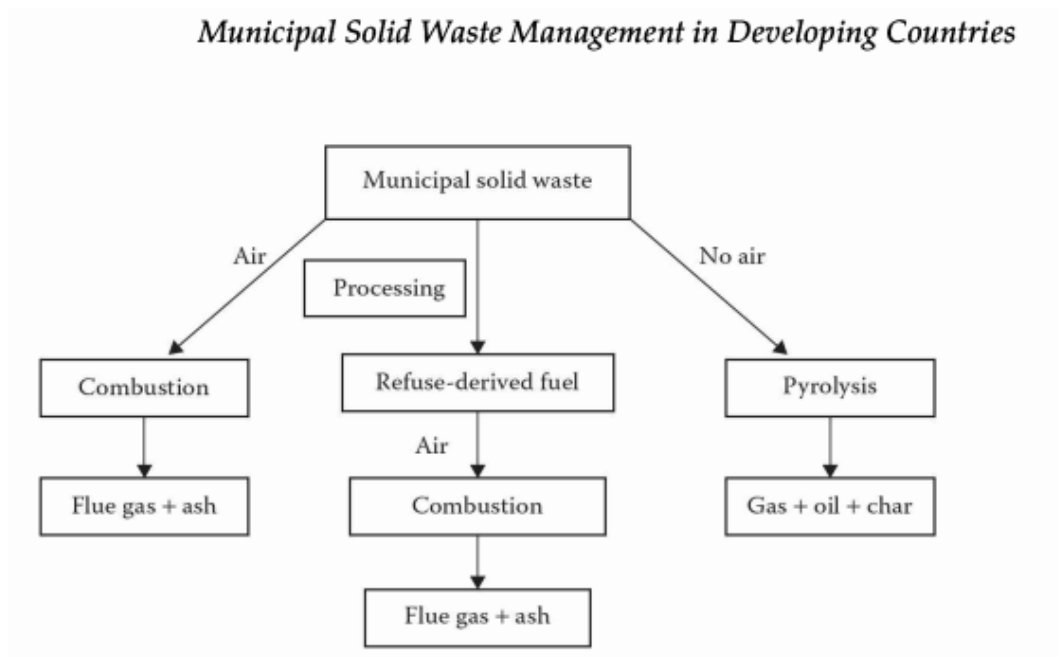 Municipal Solid Waste Management in Developing Countries
Municipal solid waste
Air
No air
Processing
Combustion
Refuse-derived fuel
Pyrolysis
Air
Flue gas + ash
Combustion
Gas + oil + char
Flue gas + ash